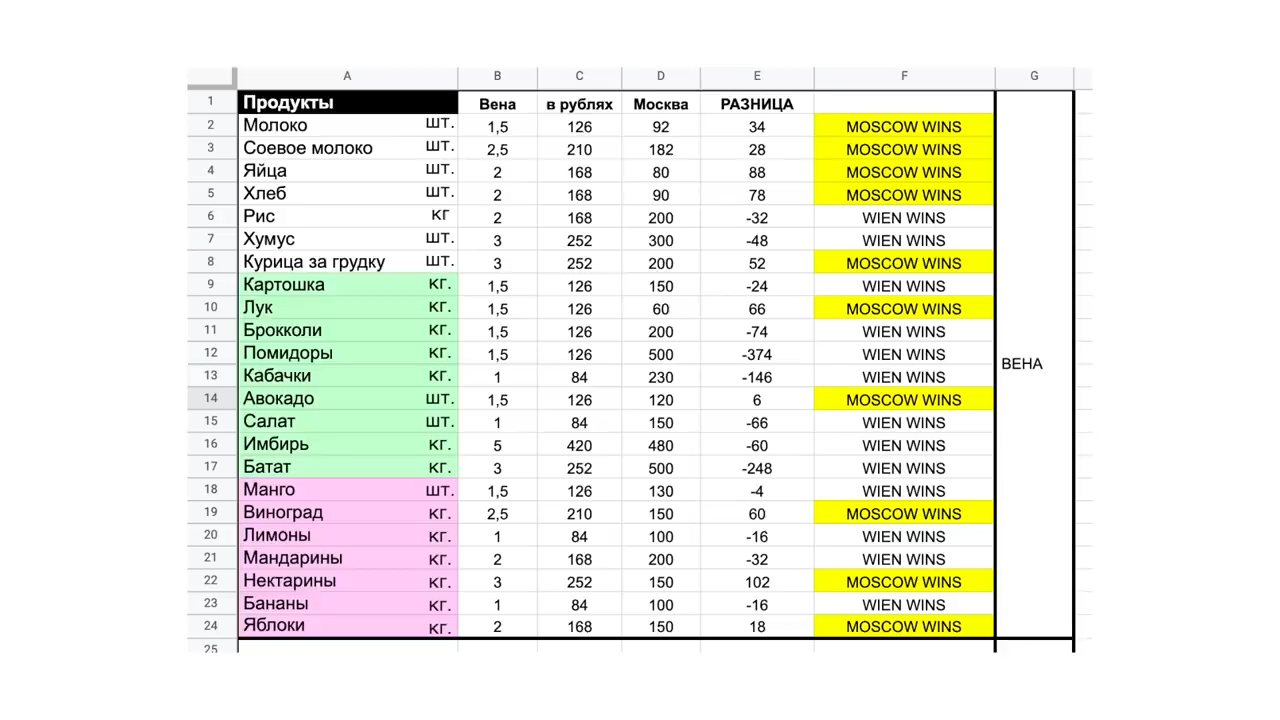 A B C D E F G
1 Продукты Вена в рублях Москва РАЗНИЦА
2 Молоко шт. 1,5 126 92 34 MOSCOW WINS
3 Соевое молоко шт. 2,5 210 182 28 MOSCOW WINS
4 Яйца шт. 2 168 80 88 MOSCOW WINS
5 Хлеб шт. 2 168 90 78 MOSCOW WINS
6 Рис кг 2 168 200 -32 WIEN WINS
7 Хумус шт. 3 252 300 -48 WIEN WINS
8 Курица за грудку шт. 3 252 200 52 MOSCOW WINS
9 Картошка кг. 1,5 126 150 -24 WIEN WINS
10 Лук кг. 1,5 126 60 66 MOSCOW WINS
11 Брокколи кг. 1,5 126 200 -74 WIEN WINS
12 Помидоры кг. 1,5 126 500 -374 WIEN WINS
ВЕНА
13 Кабачки кг. 1 84 230 -146 WIEN WINS
14 Авокадо шт. 1,5 126 120 6 MOSCOW WINS
15 Салат шт. 1 84 150 -66 WIEN WINS
16 Имбирь кг. 5 420 480 -60 WIEN WINS
17 Батат кг. 3 252 500 -248 WIEN WINS
18 Манго шт. 1,5 126 130 -4 WIEN WINS
19 Виноград кг. 2,5 210 150 60 MOSCOW WINS
20 Лимоны кг. 1 84 100 -16 WIEN WINS
21 Мандарины кг. 2 168 200 -32 WIEN WINS
22 Нектарины кг. 3 252 150 102 MOSCOW WINS
23 Бананы кг. 1 84 100 -16 WIEN WINS
24 Яблоки кг. 2 168 150 18 MOSCOW WINS
25